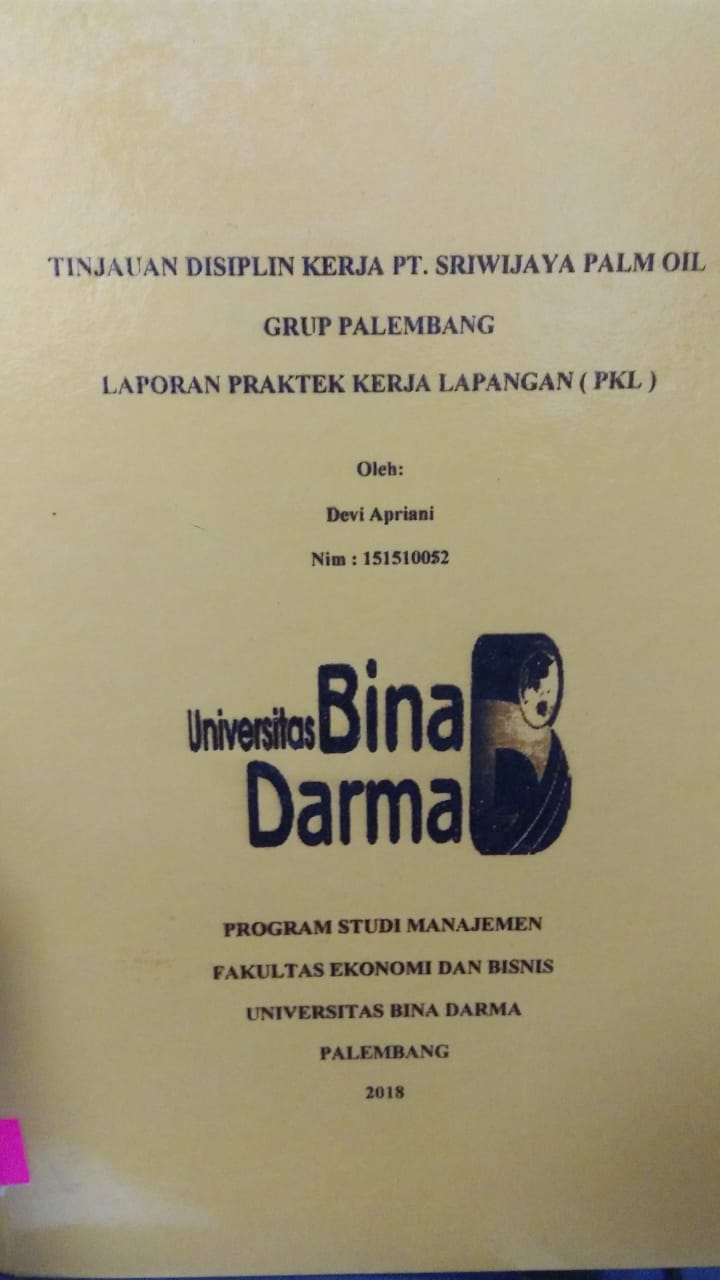 TINJAUAN DISIPLIN KERJA PT. SRIWIJAYA PALM OIL
GRUP PALEMBANG
LAPORAN PRAKTEK KERJA LAPANGAN ( PKL )
Oleh:
Devi Apriani
Nim : 151510052
Universitas Bina
Darma
PROGRAM STUDI MANAJEMEN
FAKULTAS EKONOMI DAN BISNIS
UNIVERSITAS BINA DARMA
PALEMBANG
2018